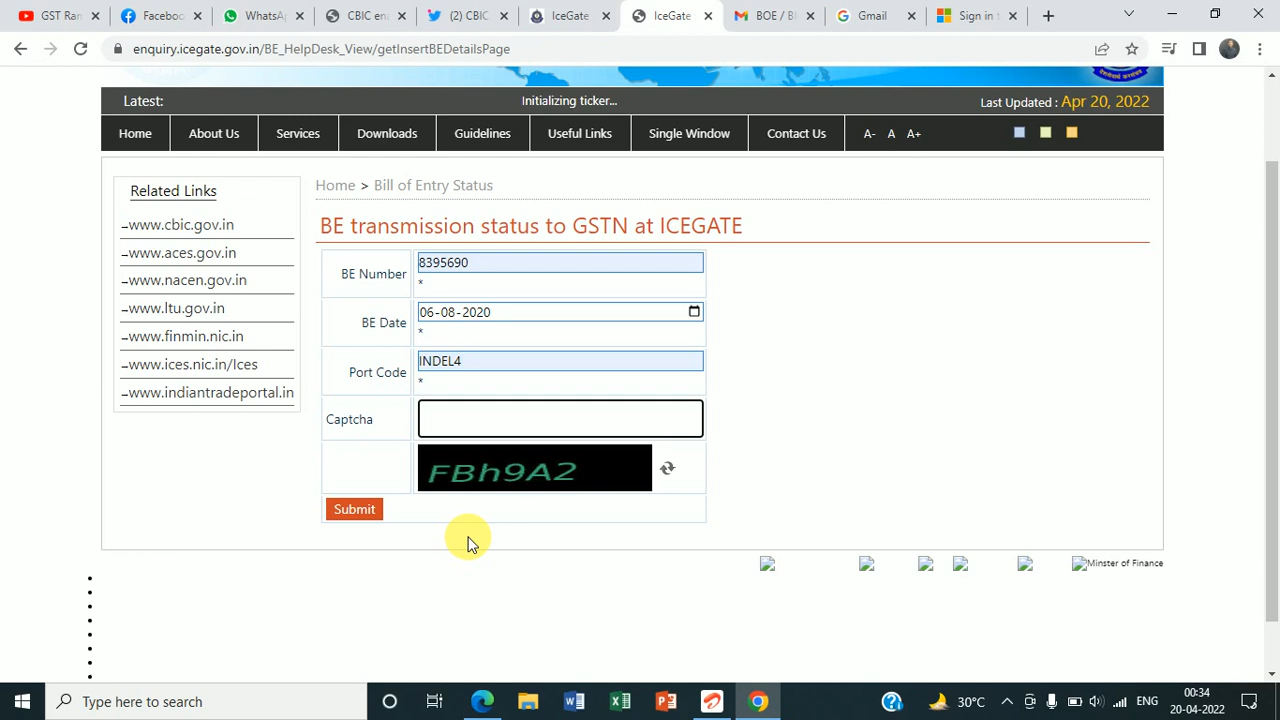 GST Ran
Faceboo
WhatsA
CBIC en
(2) CBIC
IceGate
IceGate
BOE / B
Gmail
Sign in t
enquiry.icegate.gov.in/BE_HelpDesk_View/getInsertBEDetailsPage
Latest:
Initializing ticker...
Last Updated : Apr 20, 2022
Home
About Us
Services
Downloads
Guidelines
Useful Links
Single Window
Contact Us
A-
A
A+
Related Links
www.cbic.gov.in
www.aces.gov.in
www.nacen.gov.in
www.ltu.gov.in
www.finmin.nic.in
www.ices.nic.in/Ices
www.indiantradeportal.in
Home > Bill of Entry Status
BE transmission status to GSTN at ICEGATE
BE Number
8395690
*
BE Date
06-08-2020
*
Port Code
INDEL4
*
Captcha
FBh9A2
Submit
Minster of Finance
Type here to search
30°C
ENG
00:34
20-04-2022